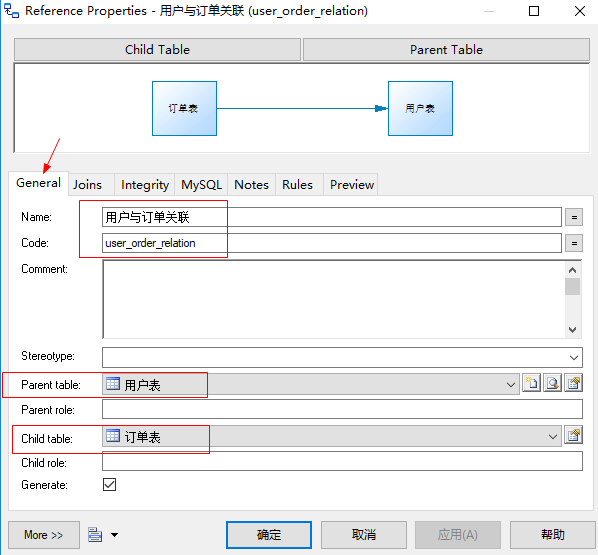 Reference Properties - 用户与订单关联 (user_order_relation)
Child Table Parent Table
订单表 用户表
General Joins Integrity MySQL Notes Rules Preview
Name: 用户与订单关联 =
Code: user_order_relation =
Comment:
Stereotype:
Parent table: 用户表
Parent role:
Child table: 订单表
Child role:
Generate:
More >> 确定 取消 应用(A) 帮助